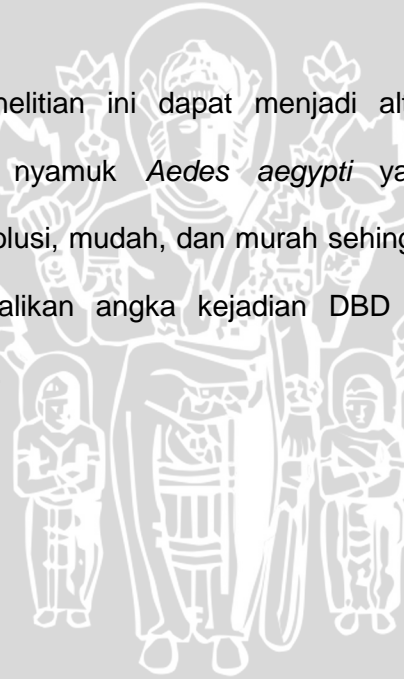 nelitian ini dapat menjadi alt
nyamuk Aedes aegypti ya
olusi, mudah, dan murah sehing
alikan angka kejadian DBD